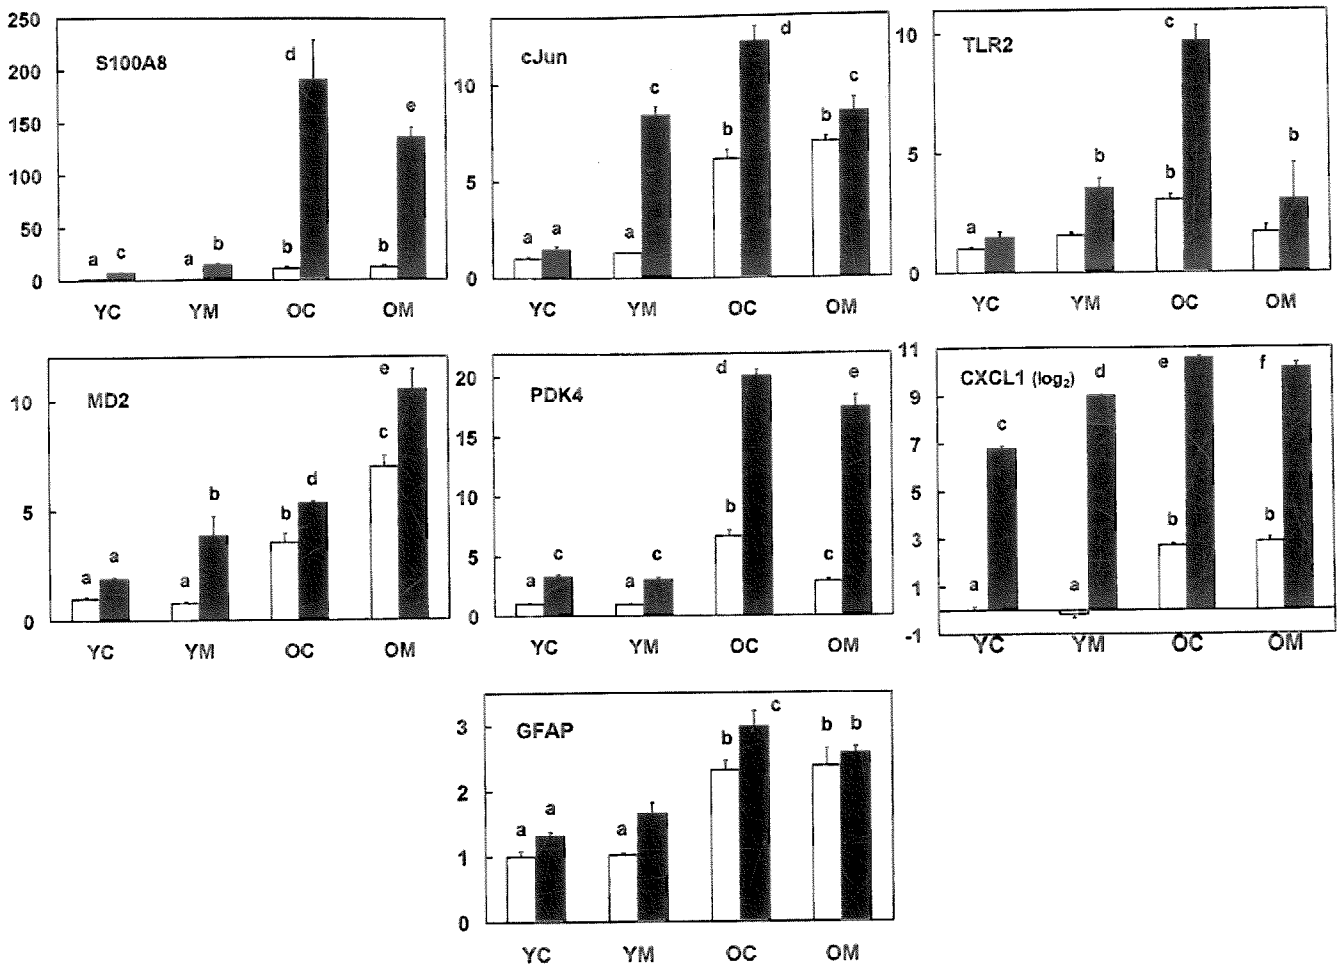 S100A8
250
200
150
100
50
0
a c a b b d b e
YC YM OC OM
cJun
10
5
0
a a a c b d b c
YC YM OC OM
TLR2
10
5
0
a b b c b
YC YM OC OM
MD2
10
5
0
a a a b b d c e
YC YM OC OM
PDK4
20
15
10
5
0
a c a c b d c e
YC YM OC OM
CXCL1 (log2)
11
9
7
5
3
1
-1
a c a d b e b f
YC YM OC OM
GFAP
3
2
1
0
a a a b c b b
YC YM OC OM